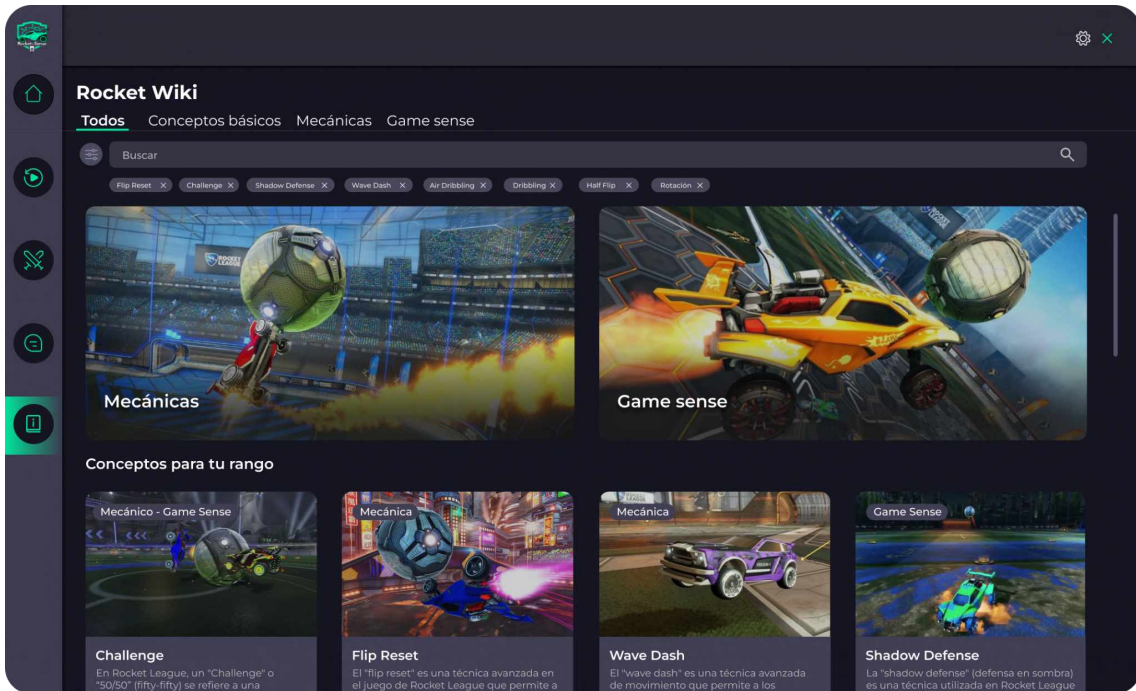 Rocket Sense
Rocket Wiki
Todos Conceptos básicos Mecánicas Game sense
Buscar
Flip Reset X Challenge X Shadow Defense X Wave Dash X Air Dribbling X Dribbling X Half Flip X Rotación X
ROCKET
LEAGUE
Mecánicas
Game sense
Conceptos para tu rango
Mecánico - Game Sense
Mecánica
Mecánica
Game Sense
Challenge
En Rocket League, un "Challenge" o
"50/50" (fifty-fifty) se refiere a una
Flip Reset
El "flip reset" es una técnica avanzada en
el juego de Rocket League que permite a
Wave Dash
El "wave dash" es una técnica avanzada
de movimiento que permite a los
Shadow Defense
La "shadow defense" (defensa en sombra)
es una técnica utilizada en Rocket League